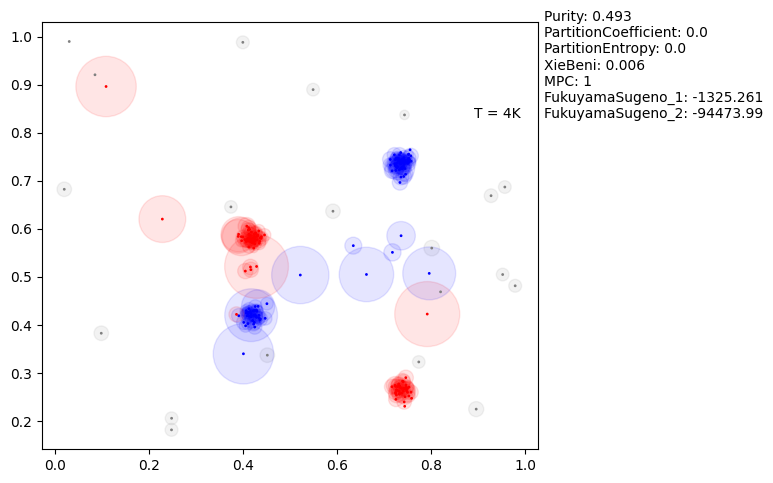 Purity: 0.493
PartitionCoefficient: 0.0
PartitionEntropy: 0.0
XieBeni: 0.006
MPC: 1
FukuyamaSugeno_1: -1325.261
FukuyamaSugeno_2: -94473.99
T = 4K
1.0
0.9
0.8
0.7
0.6
0.5
0.4
0.3
0.2
0.0 0.2 0.4 0.6 0.8 1.0